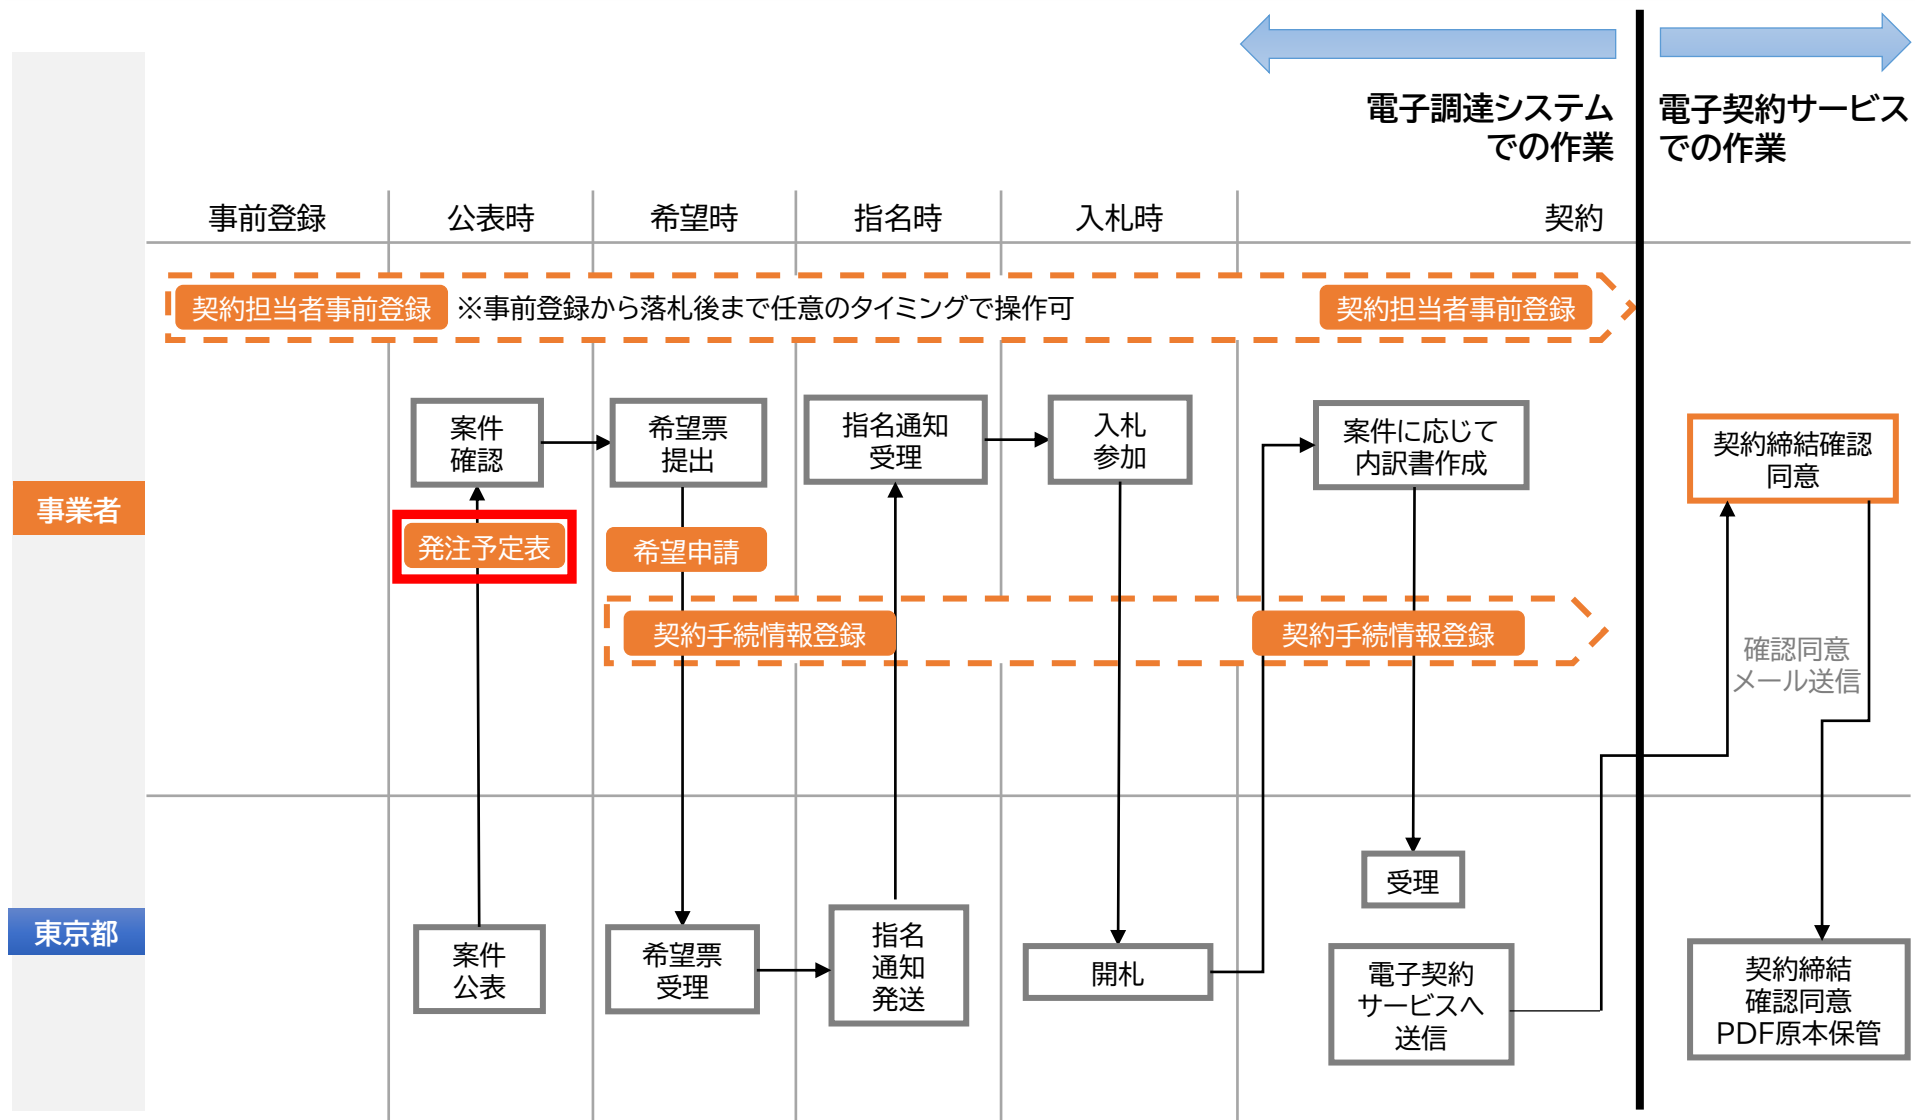 電子調達システム
での作業
電子契約サービス
での作業
事前登録
公表時
希望時
指名時
入札時
契約
契約担当者事前登録
※事前登録から落札後まで任意のタイミングで操作可
契約担当者事前登録
事業者
案件
確認
希望票
提出
指名通知
受理
入札
参加
案件に応じて
内訳書作成
契約締結確認
同意
発注予定表
希望申請
契約手続情報登録
契約手続情報登録
確認同意
メール送信
東京都
案件
公表
希望票
受理
指名
通知
発送
開札
受理
電子契約
サービスへ
送信
契約締結
確認同意
PDF原本保管